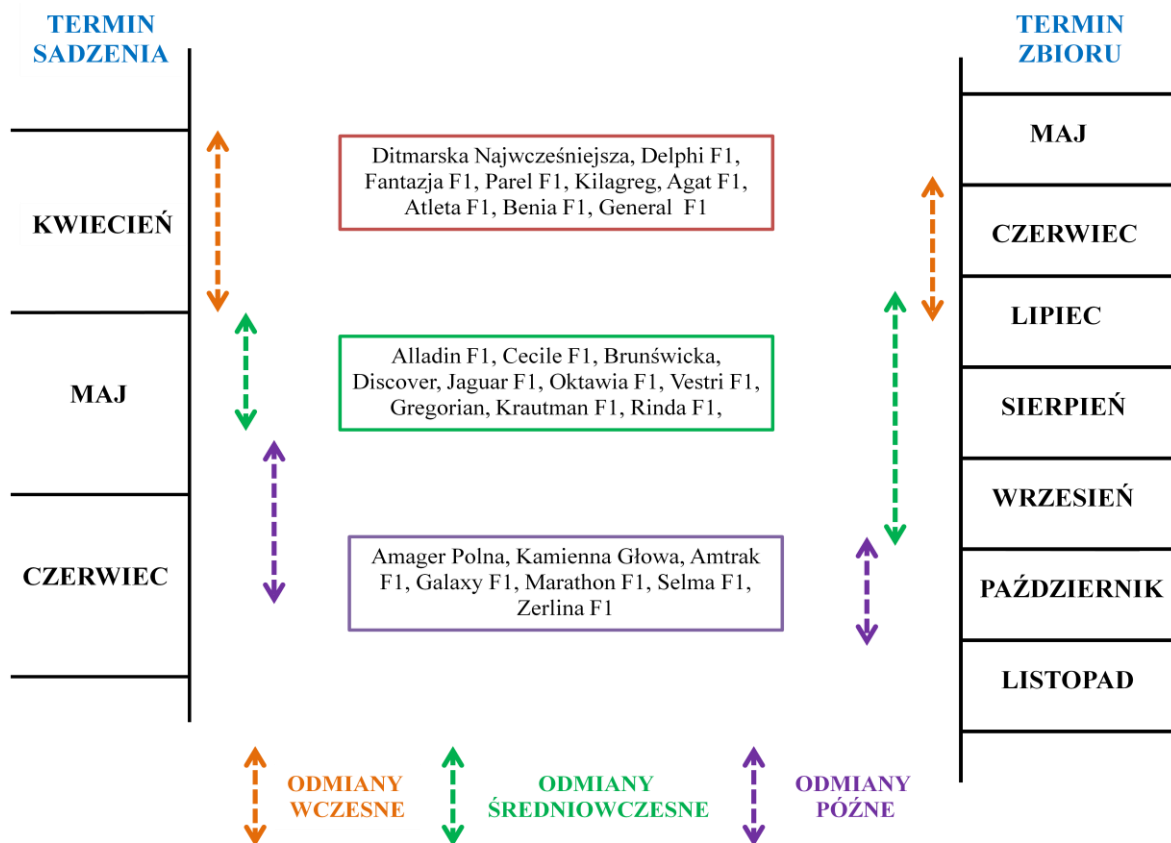 TERMIN
SADZENIA
KWIECIEŃ
MAJ
CZERWIEC
Ditmarska Najwcześniejsza, Delphi F1,
Fantazja F1, Parel F1, Kilagreg, Agat F1,
Atleta F1, Benia F1, General  F1
Alladin F1, Cecile F1, Brunświcka,
Discover, Jaguar F1, Oktawia F1, Vestri F1,
Gregorian, Krautman F1, Rinda F1,
Amager Polna, Kamienna Głowa, Amtrak
F1, Galaxy F1, Marathon F1, Selma F1,
Zerlina F1
TERMIN
ZBIORU
MAJ
CZERWIEC
LIPIEC
SIERPIEŃ
WRZESIEŃ
PAŹDZIERNIK
LISTOPAD
ODMIANY
WCZESNE
ODMIANY
ŚREDNIOWCZESNE
ODMIANY
PÓŹNE